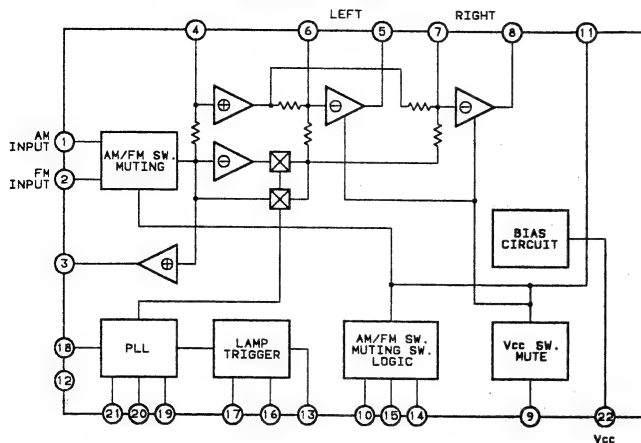 LEFT RIGHT
4 6 5 7 8 11
AM
INPUT
1
FM
INPUT
2
AM/FM SW.
MUTING
3
BIAS
CIRCUIT
18
12
PLL
LAMP
TRIGGER
AM/FM SW.
MUTING SW.
LOGIC
Vcc SW.
MUTE
21 20 19 17 16 13 10 15 14 9 22
Vcc